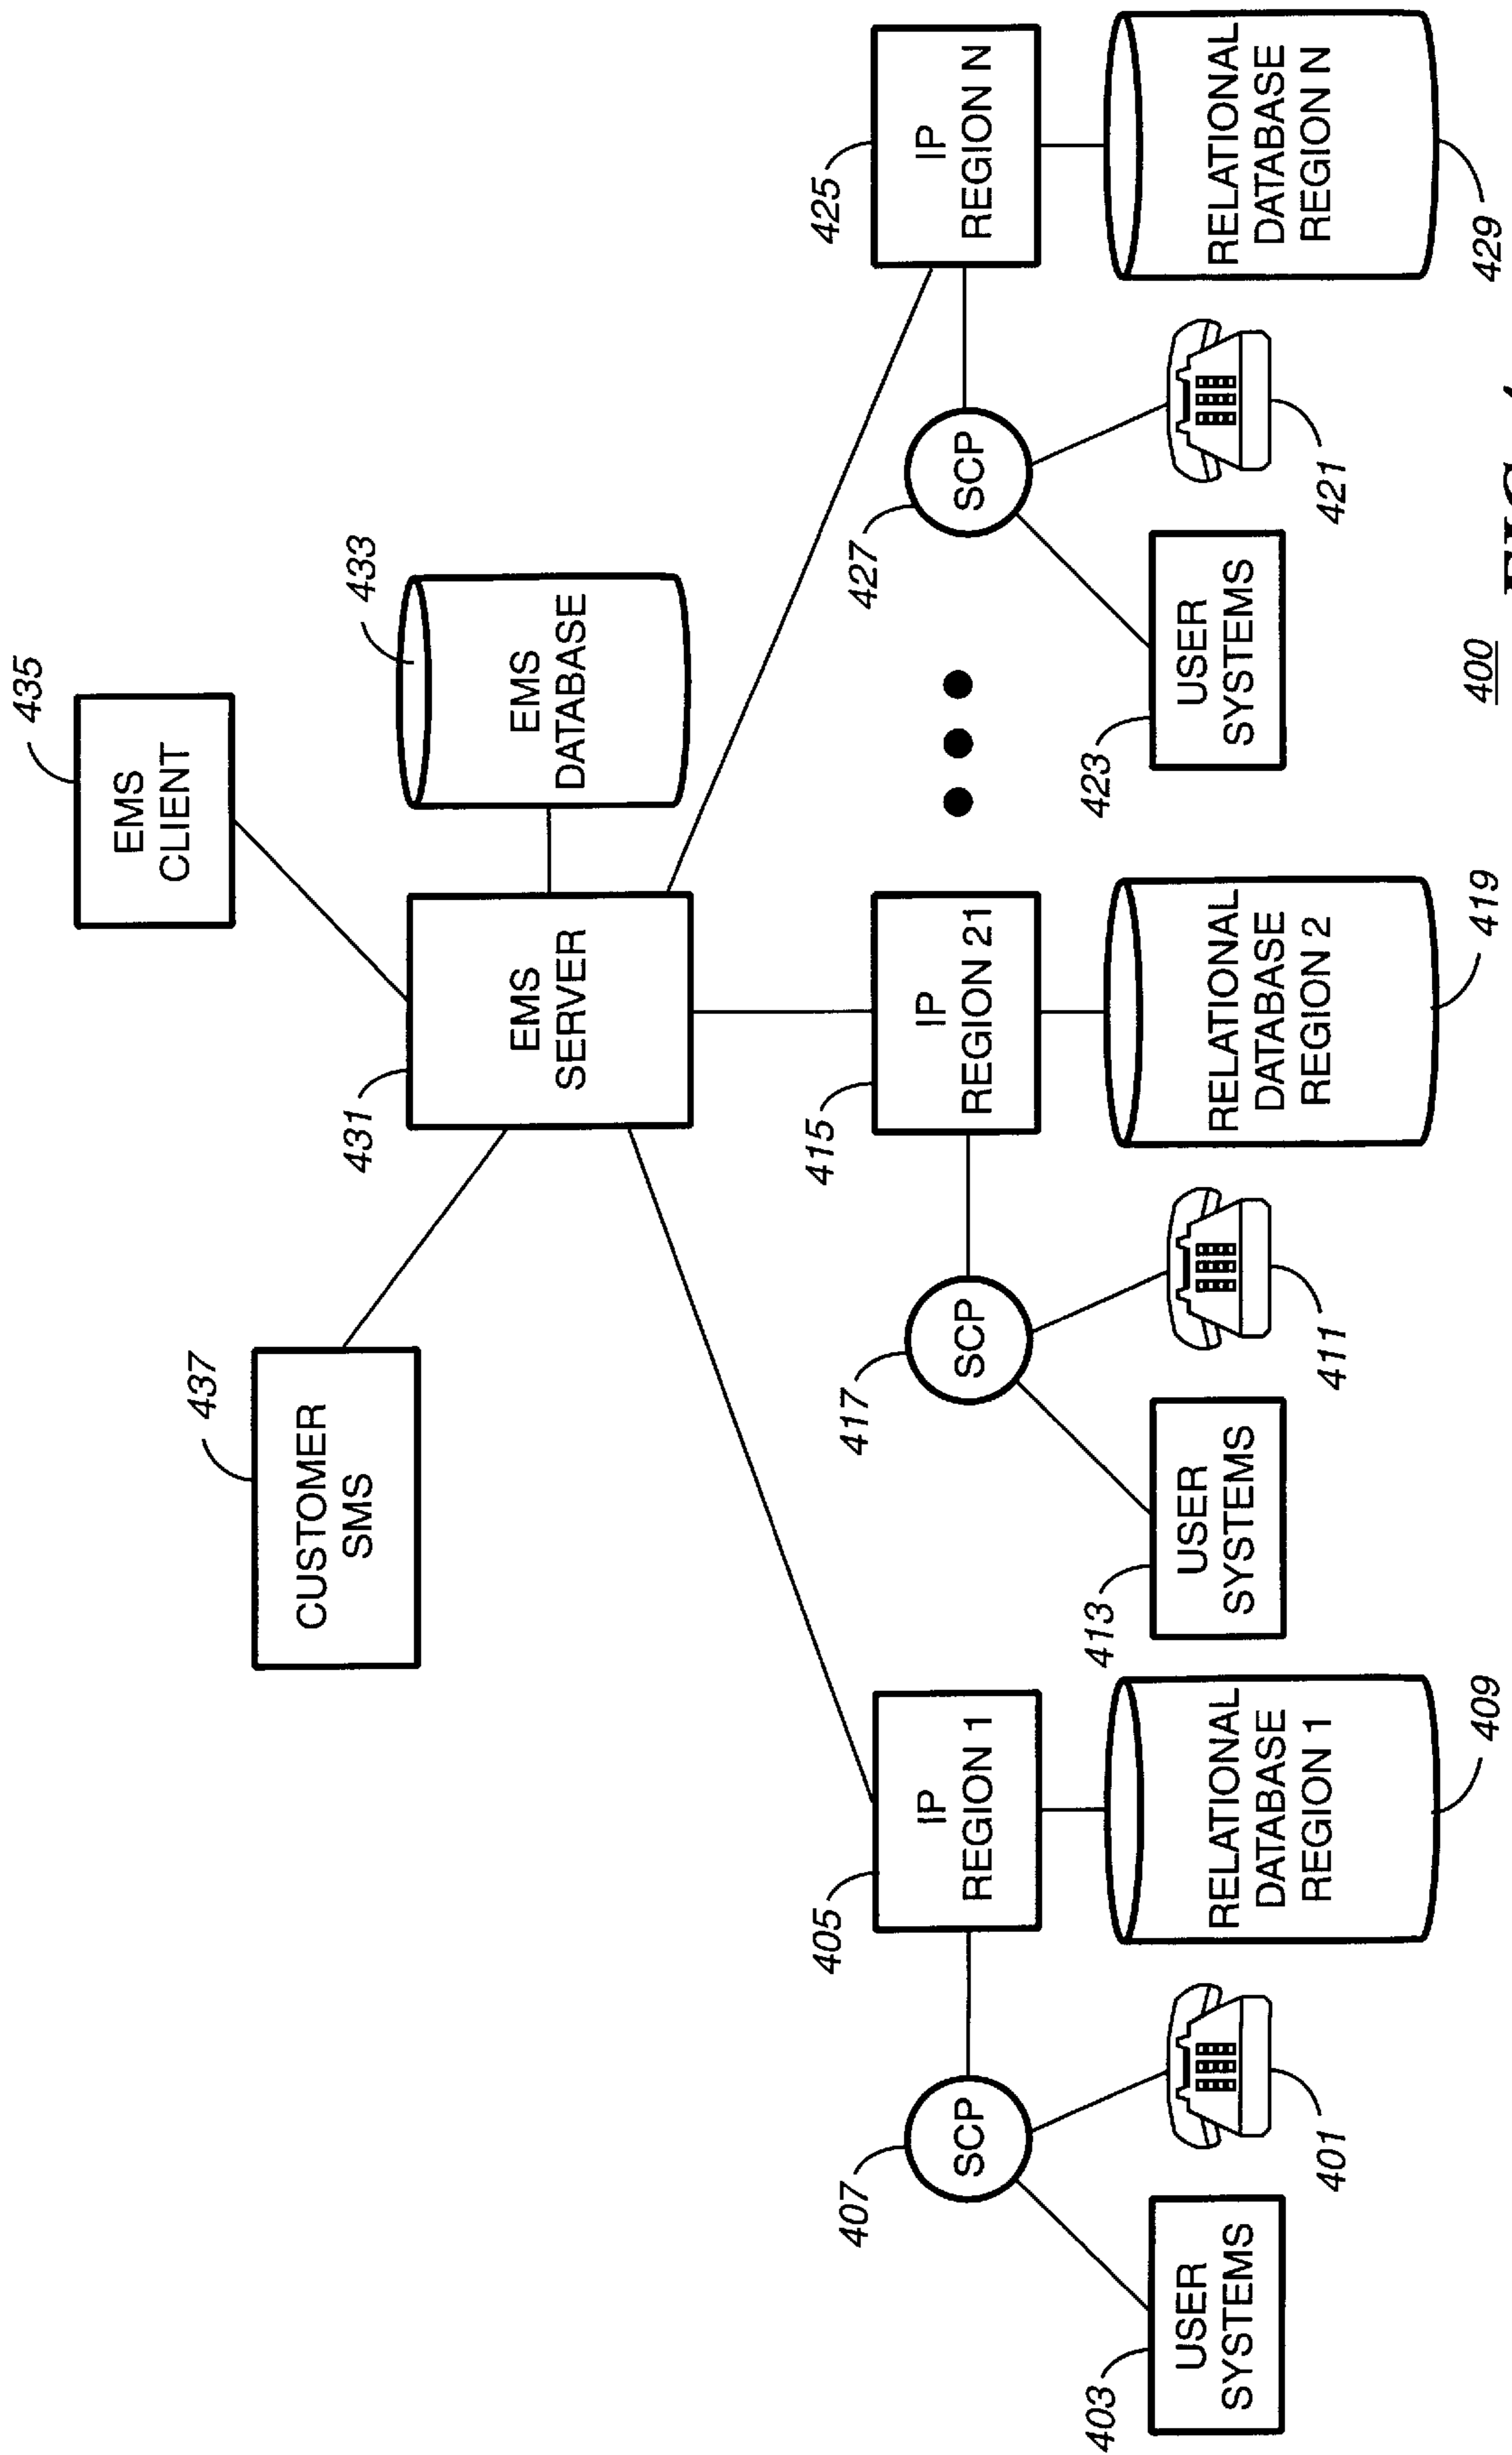 435
EMS
CLIENT
437
CUSTOMER
SMS
433
EMS
DATABASE
431
EMS
SERVER
405
IP
REGION 1
415
IP
REGION 21
425
IP
REGION N
407
SCP
417
SCP
427
SCP
403
USER
SYSTEMS
401
RELATIONAL
DATABASE
REGION 1
409
413
USER
SYSTEMS
411
RELATIONAL
DATABASE
REGION 2
419
423
USER
SYSTEMS
421
RELATIONAL
DATABASE
REGION N
429
400